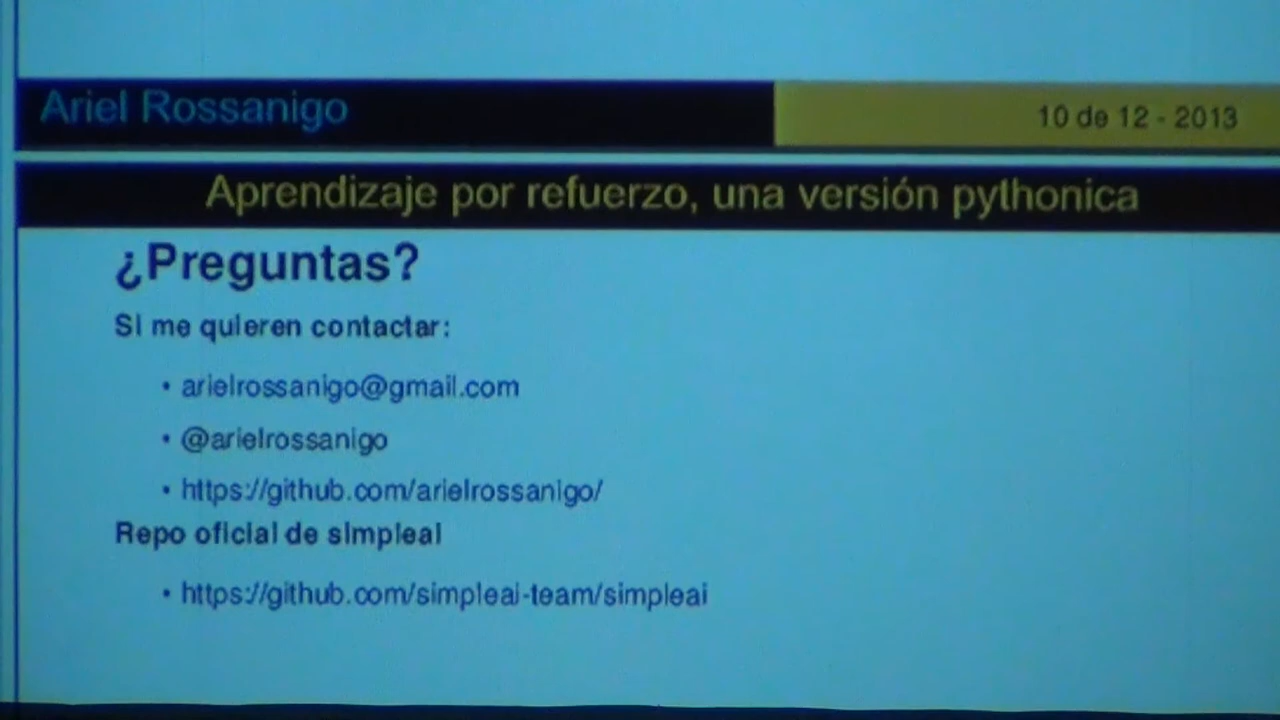 Ariel Rossanigo
10 de 12 - 2013
Aprendizaje por refuerzo, una versión pythonica
¿Preguntas?
Si me quieren contactar:
• arielrossanigo@gmail.com
• @arielrossanigo
• https://github.com/arielrossanigo/
Repo oficial de simpleai
• https://github.com/simpleai-team/simpleai